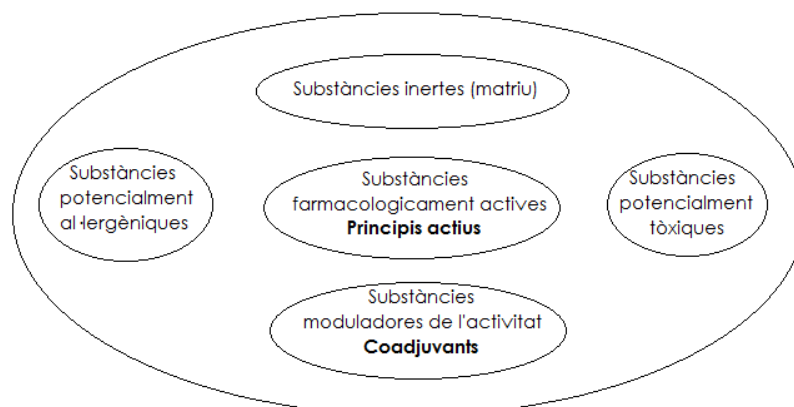 Substàncies inertes (matriu)
Substàncies
potencialment
al·lergèniques
Substàncies
farmacologicament actives
Principis actius
Substàncies
potencialment
tòxiques
Substàncies
moduladores de l'activitat
Coadjuvants